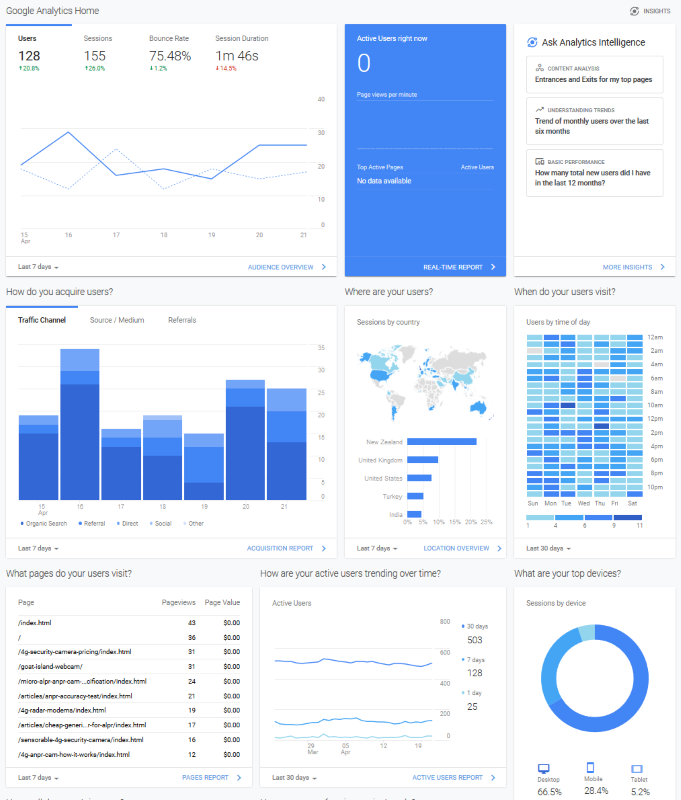 Google Analytics Home
INSIGHTS
Users Sessions Bounce Rate Session Duration
128 155 75.48% 1m 46s
↑20.8% ↑26.0% ↓1.2% ↓14.5%
40
30
20
10
0
15 16 17 18 19 20 21
Apr
Last 7 days
AUDIENCE OVERVIEW
Active Users right now
0
Page views per minute
Top Active Pages Active Users
No data available
REAL-TIME REPORT
Ask Analytics Intelligence
CONTENT ANALYSIS
Entrances and Exits for my top pages
UNDERSTANDING TRENDS
Trend of monthly users over the last
six months
BASIC PERFORMANCE
How many total new users did I have
in the last 12 months?
MORE INSIGHTS
How do you acquire users?
Traffic Channel Source / Medium Referrals
35
30
25
20
15
10
5
0
15 16 17 18 19 20 21
Apr
Organic Search Referral Direct Social Other
Last 7 days
ACQUISITION REPORT
Where are your users?
Sessions by country
New Zealand
United Kingdom
United States
Turkey
India
0% 5% 10% 15% 20% 25%
Last 7 days
LOCATION OVERVIEW
When do your users visit?
Users by time of day
12am
2am
4am
6am
8am
10am
12pm
2pm
4pm
6pm
8pm
10pm
Sun Mon Tue Wed Thu Fri Sat
1 4 6 9 11
Last 30 days
What pages do your users visit?
Page Pageviews Page Value
/index.html 43 $0.00
/ 36 $0.00
/4g-security-camera-pricing/index.html 31 $0.00
/goat-island-webcam/ 31 $0.00
/micro-alpr-anpr-cam-...cification/index.html 24 $0.00
/articles/anpr-accuracy-test/index.html 21 $0.00
/4g-radar-modems/index.html 19 $0.00
/articles/cheap-generi...r-for-alpr/index.html 17 $0.00
/sensorable-4g-security-camera/index.html 16 $0.00
/4g-anpr-cam-how-it-works/index.html 12 $0.00
Last 7 days
PAGES REPORT
How are your active users trending over time?
Active Users
800
600
400
200
0
29 05 12 19
Mar Apr
30 days
503
7 days
128
1 day
25
Last 30 days
ACTIVE USERS REPORT
What are your top devices?
Sessions by device
Desktop Mobile Tablet
66.5% 28.4% 5.2%